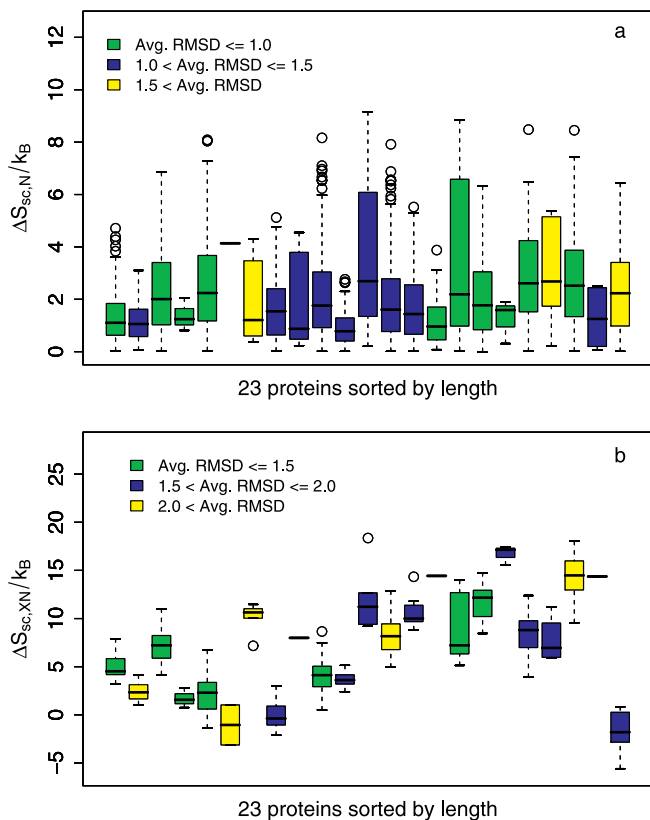 a
Avg. RMSD <= 1.0
1.0 < Avg. RMSD <= 1.5
1.5 < Avg. RMSD
12
10
8
6
4
2
0
ΔS_sc,N/k_B
23 proteins sorted by length
b
Avg. RMSD <= 1.5
1.5 < Avg. RMSD <= 2.0
2.0 < Avg. RMSD
25
20
15
10
5
0
−5
ΔS_sc,XN/k_B
23 proteins sorted by length